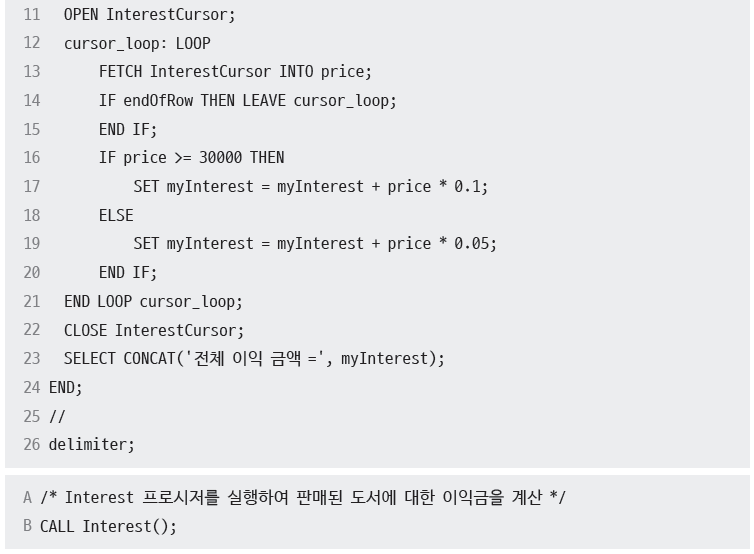 11 OPEN InterestCursor;
12 cursor_loop: LOOP
13 FETCH InterestCursor INTO price;
14 IF endOfRow THEN LEAVE cursor_loop;
15 END IF;
16 IF price >= 30000 THEN
17 SET myInterest = myInterest + price * 0.1;
18 ELSE
19 SET myInterest = myInterest + price * 0.05;
20 END IF;
21 END LOOP cursor_loop;
22 CLOSE InterestCursor;
23 SELECT CONCAT('전체 이익 금액 =', myInterest);
24 END;
25 //
26 delimiter;
A /* Interest 프로시저를 실행하여 판매된 도서에 대한 이익금을 계산 */
B CALL Interest();